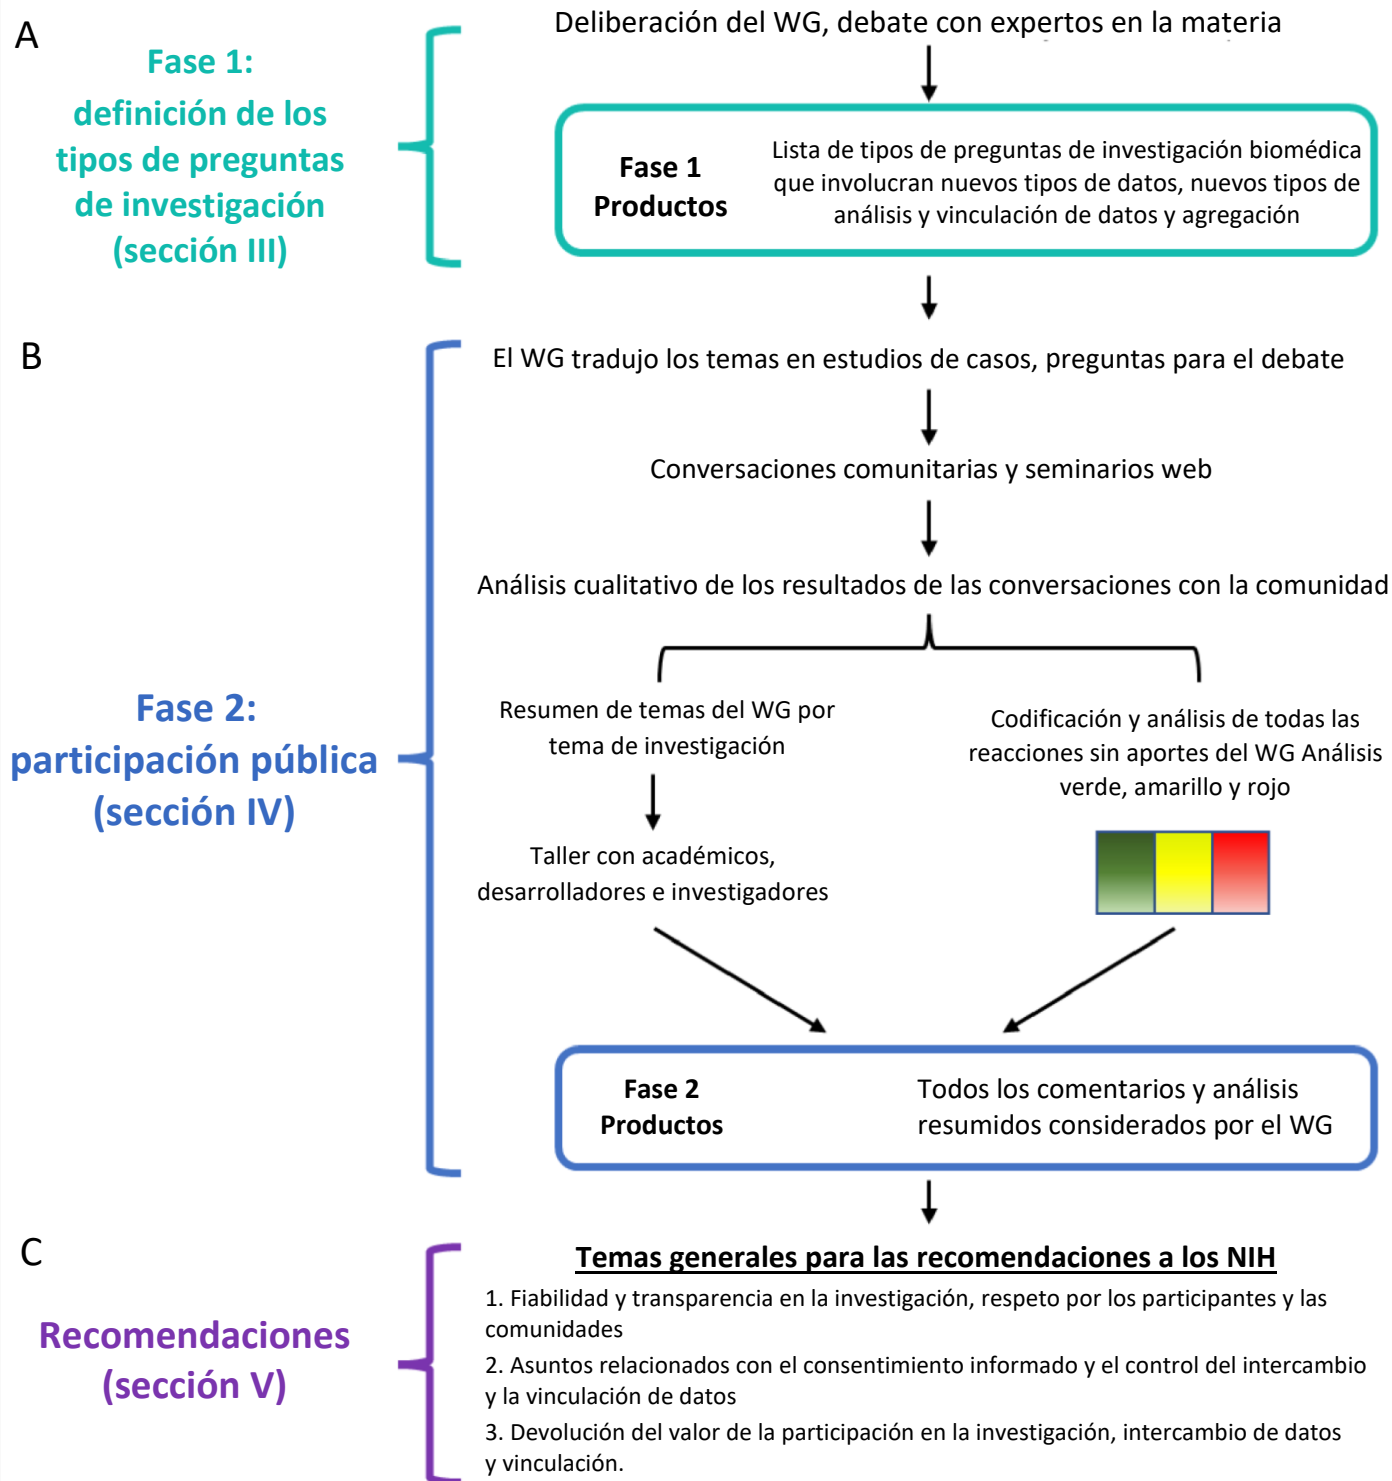 A
Fase 1:
definición de los
tipos de preguntas
de investigación
(sección III)
Deliberación del WG, debate con expertos en la materia
Fase 1
Productos
Lista de tipos de preguntas de investigación biomédica
que involucran nuevos tipos de datos, nuevos tipos de
análisis y vinculación de datos y agregación
B
Fase 2:
participación pública
(sección IV)
El WG tradujo los temas en estudios de casos, preguntas para el debate
Conversaciones comunitarias y seminarios web
Análisis cualitativo de los resultados de las conversaciones con la comunidad
Resumen de temas del WG por
tema de investigación
Taller con académicos,
desarrolladores e investigadores
Codificación y análisis de todas las
reacciones sin aportes del WG Análisis
verde, amarillo y rojo
Fase 2
Productos
Todos los comentarios y análisis
resumidos considerados por el WG
C
Recomendaciones
(sección V)
Temas generales para las recomendaciones a los NIH
1. Fiabilidad y transparencia en la investigación, respeto por los participantes y las
comunidades
2. Asuntos relacionados con el consentimiento informado y el control del intercambio
y la vinculación de datos
3. Devolución del valor de la participación en la investigación, intercambio de datos
y vinculación.